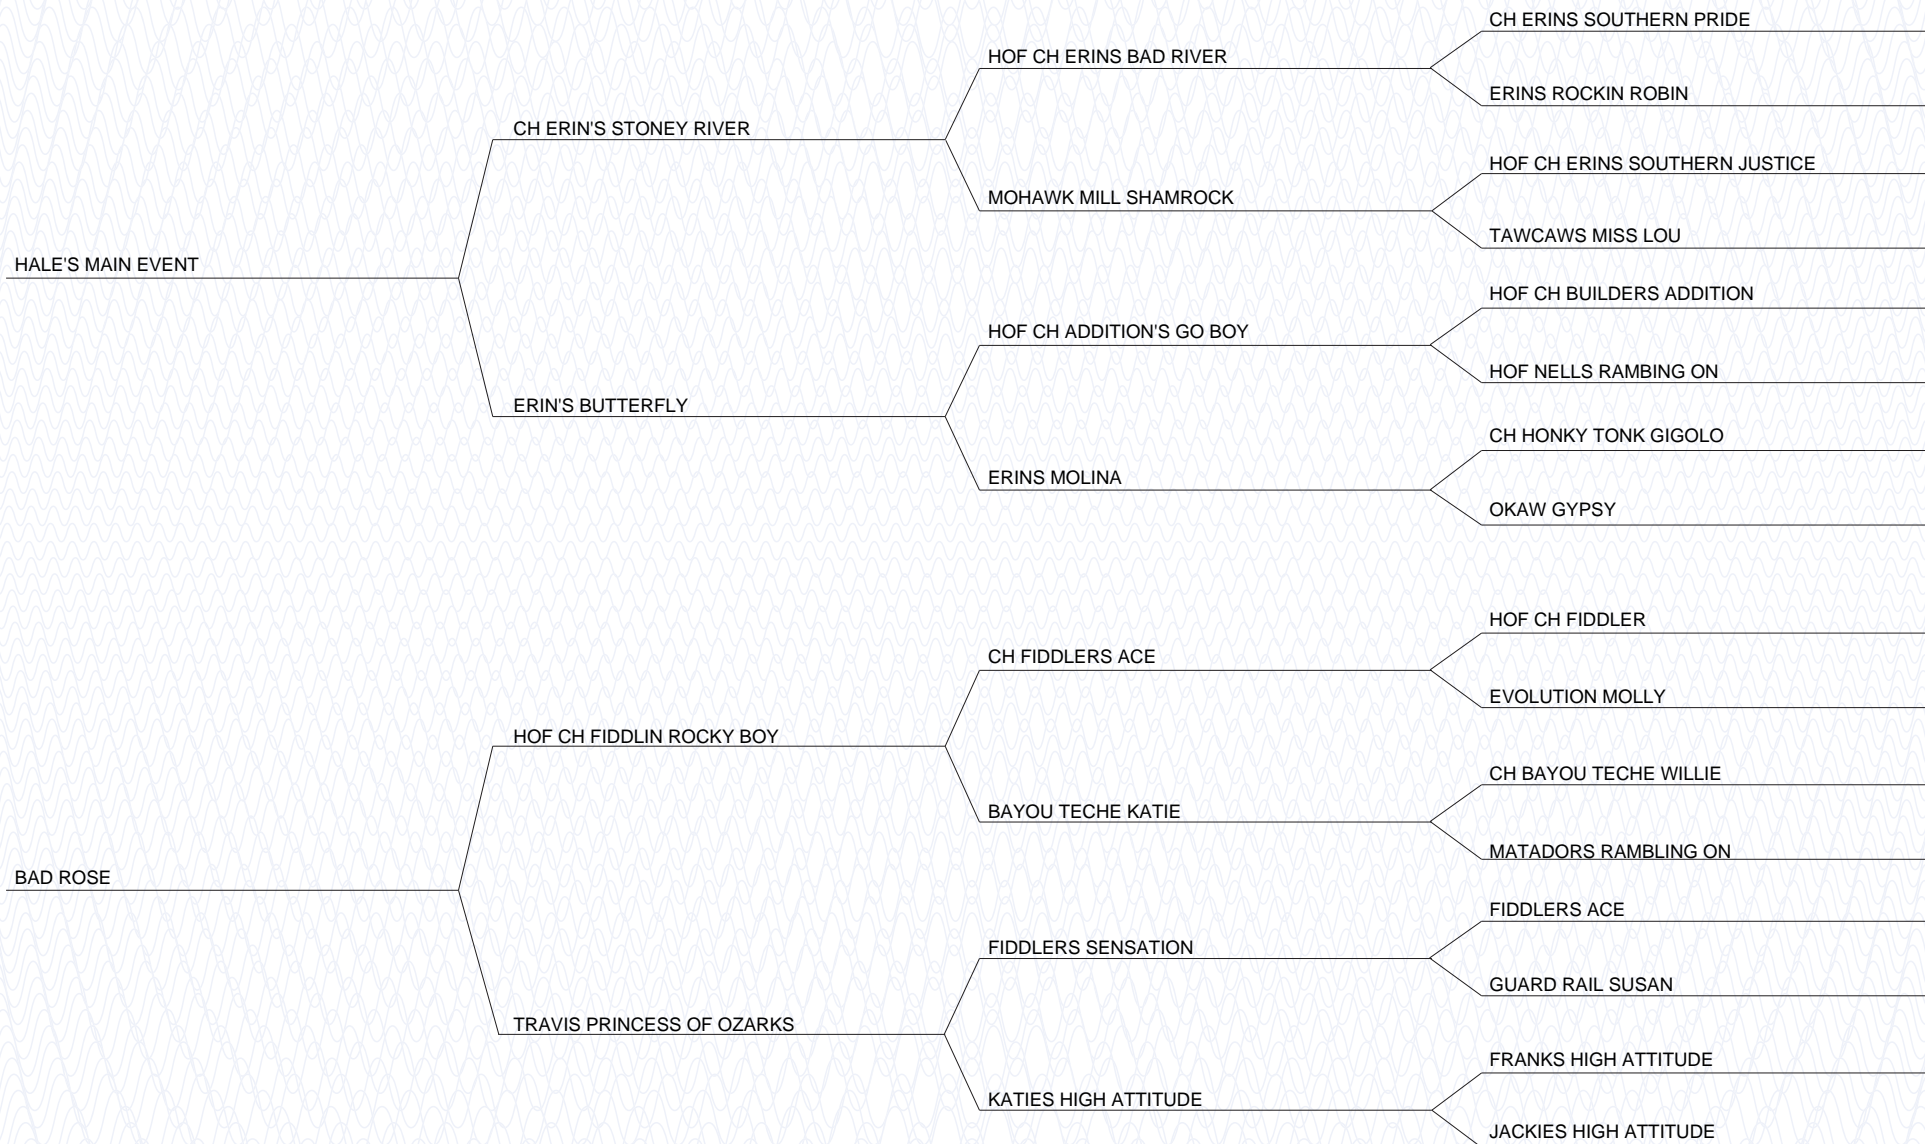 CH ERINS SOUTHERN PRIDE
HOF CH ERINS BAD RIVER
ERINS ROCKIN ROBIN
CH ERIN'S STONEY RIVER
HOF CH ERINS SOUTHERN JUSTICE
MOHAWK MILL SHAMROCK
TAWCAWS MISS LOU
HALE'S MAIN EVENT
HOF CH BUILDERS ADDITION
HOF CH ADDITION'S GO BOY
HOF NELLS RAMBING ON
ERIN'S BUTTERFLY
CH HONKY TONK GIGOLO
ERINS MOLINA
OKAW GYPSY
HOF CH FIDDLER
CH FIDDLERS ACE
EVOLUTION MOLLY
HOF CH FIDDLIN ROCKY BOY
CH BAYOU TECHE WILLIE
BAYOU TECHE KATIE
MATADORS RAMBLING ON
BAD ROSE
FIDDLERS ACE
FIDDLERS SENSATION
GUARD RAIL SUSAN
TRAVIS PRINCESS OF OZARKS
FRANKS HIGH ATTITUDE
KATIES HIGH ATTITUDE
JACKIES HIGH ATTITUDE